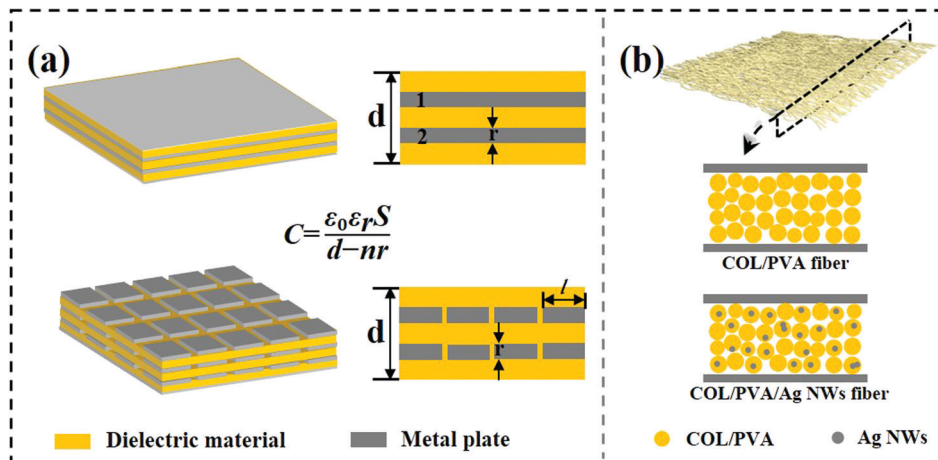 (a)
d
1
2
r
C=ε₀εᵣS/d−nr
d
l
r
Dielectric material
Metal plate
(b)
COL/PVA fiber
COL/PVA/Ag NWs fiber
COL/PVA
Ag NWs